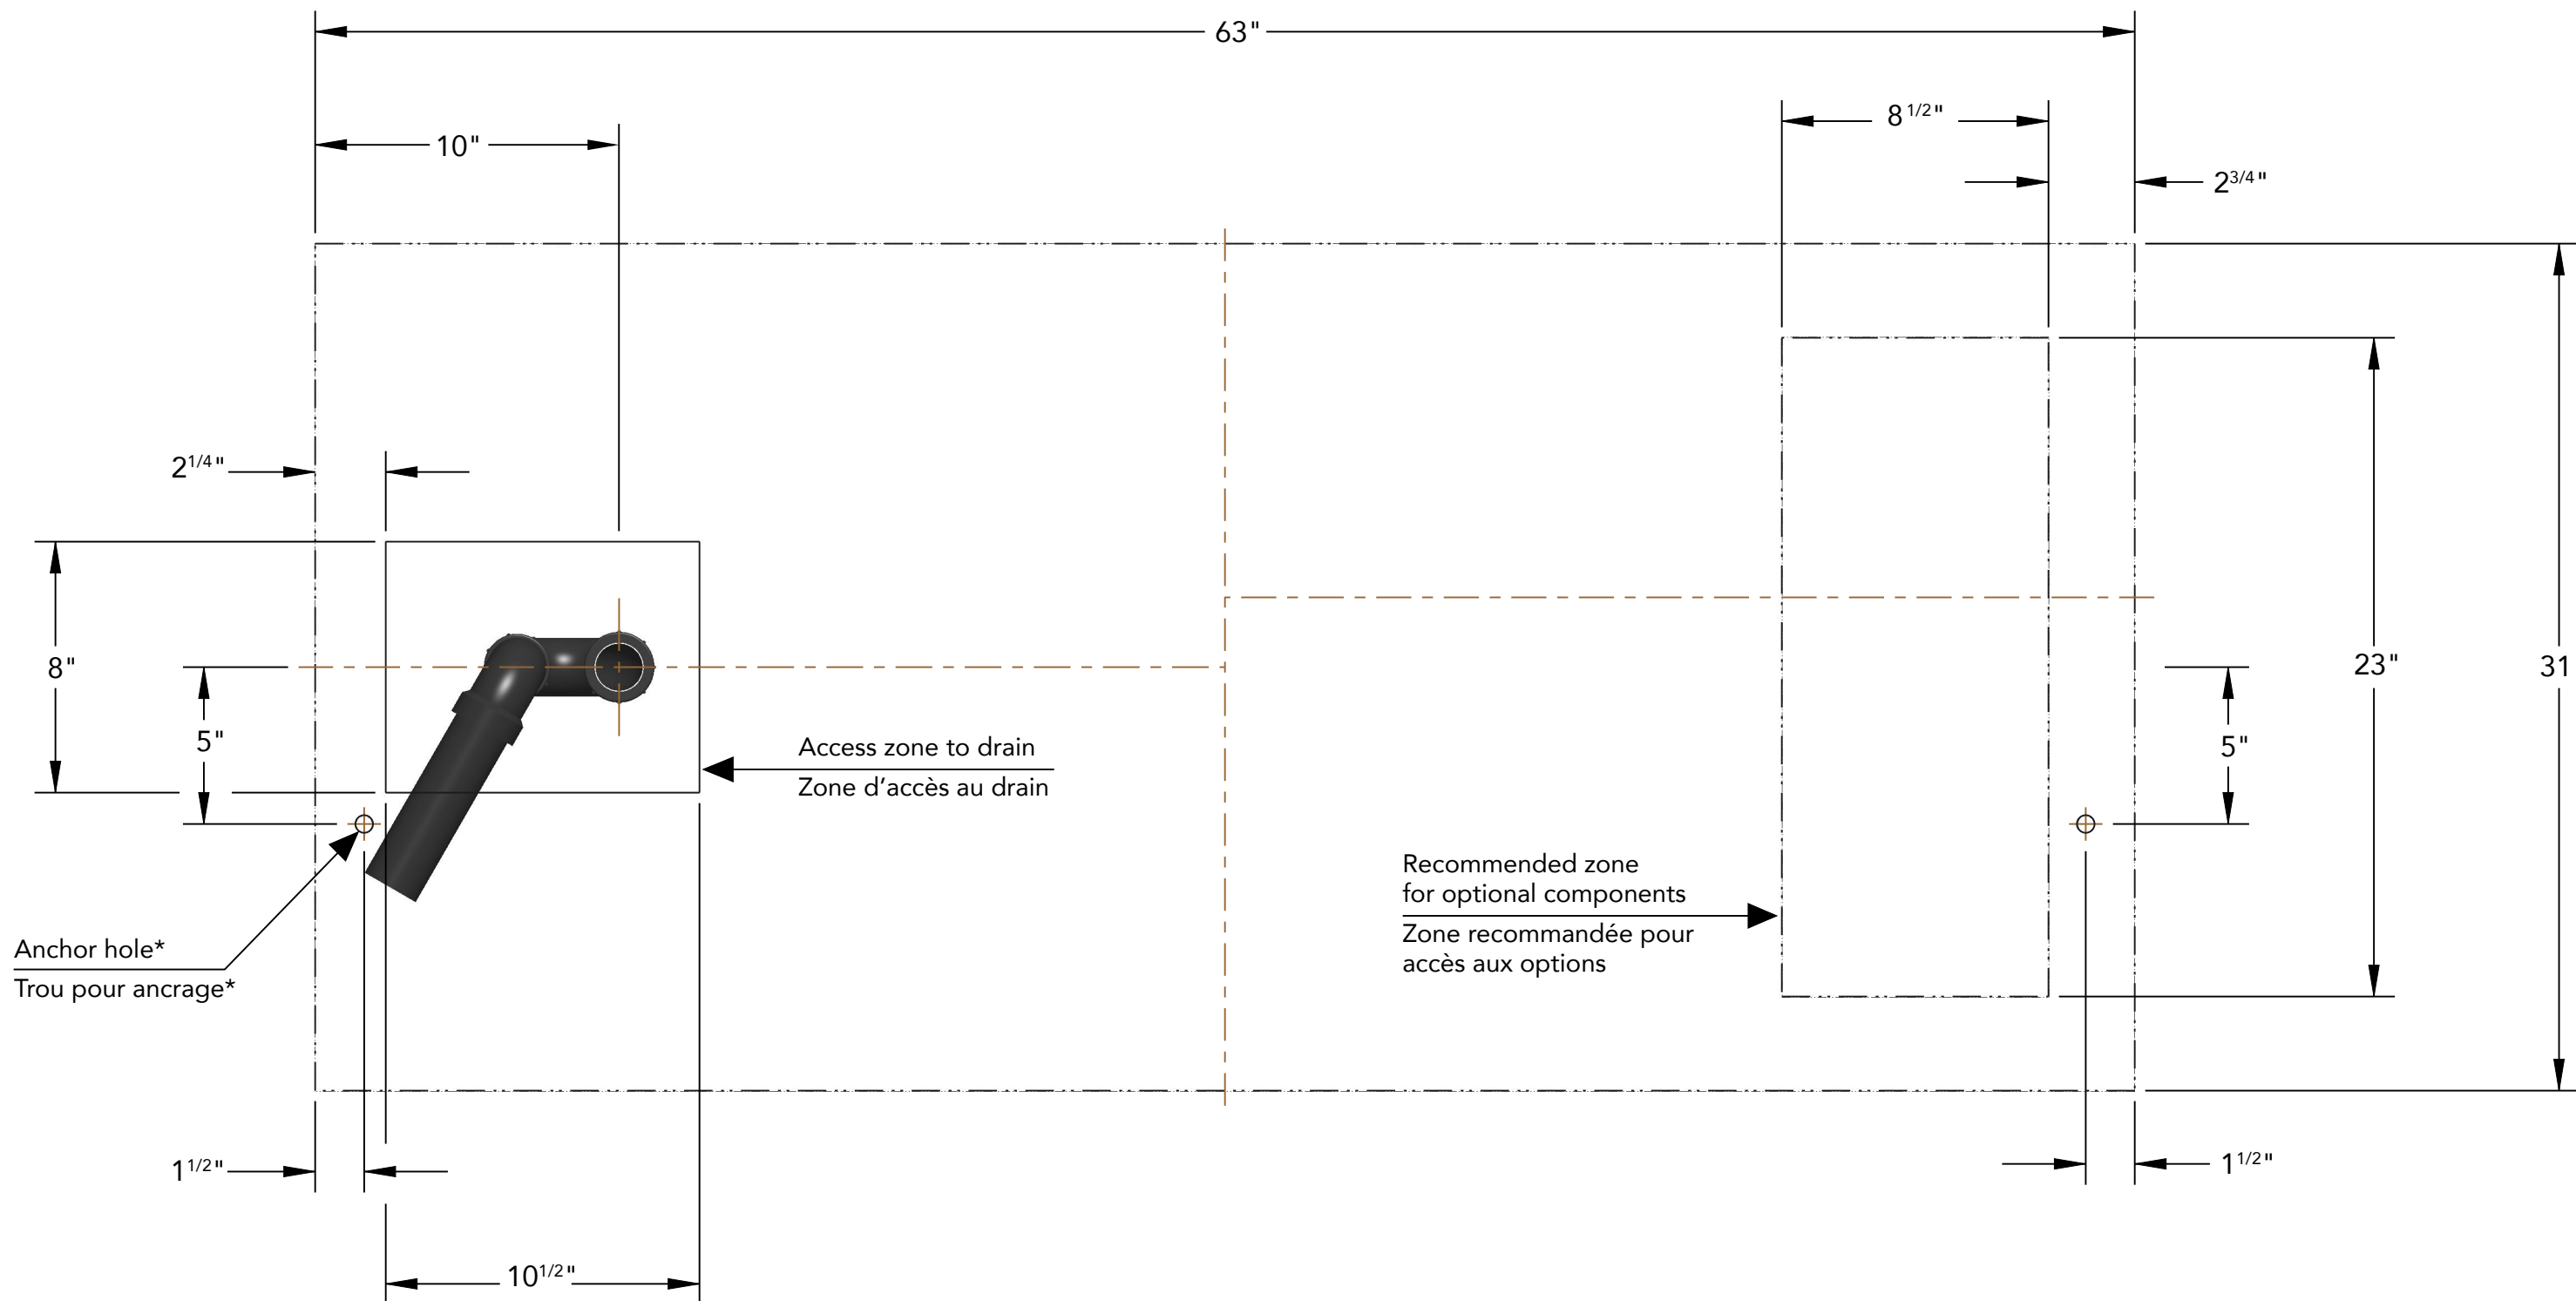 63"
8 1/2"
10"
2 3/4"
2 1/4"
8"
5"
23"
31
5"
Access zone to drain
Zone d'accès au drain
Recommended zone
for optional components
Zone recommandée pour
accès aux options
Anchor hole*
Trou pour ancrage*
1 1/2"
1 1/2"
10 1/2"